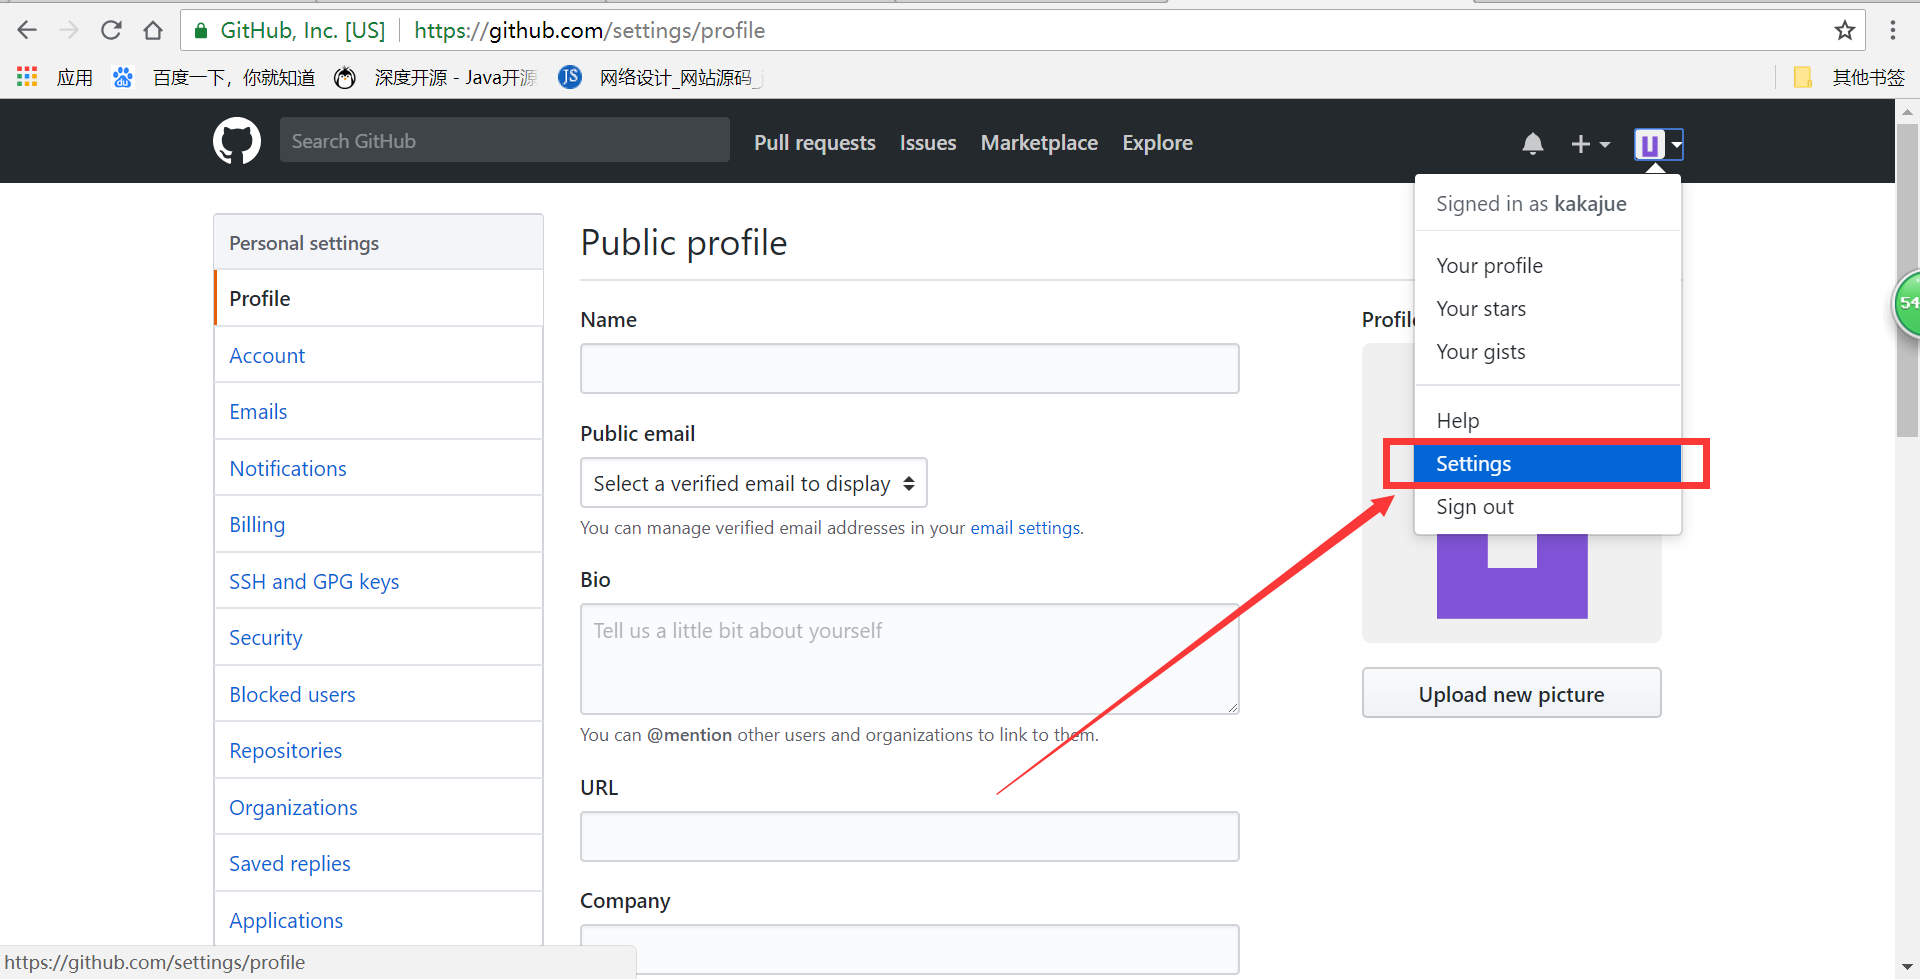 GitHub, Inc. [US] https://github.com/settings/profile
应用 百度一下，你就知道 深度开源 - Java开源 网络设计_网站源码_j 其他书签
Search GitHub Pull requests Issues Marketplace Explore
Signed in as kakajue
Your profile
Your stars
Your gists
Help
Settings
Sign out
54
Personal settings
Profile
Account
Emails
Notifications
Billing
SSH and GPG keys
Security
Blocked users
Repositories
Organizations
Saved replies
Applications
Public profile
Name
Public email
Select a verified email to display
You can manage verified email addresses in your email settings.
Bio
Tell us a little bit about yourself
You can @mention other users and organizations to link to them.
URL
Company
Profile
Upload new picture
https://github.com/settings/profile